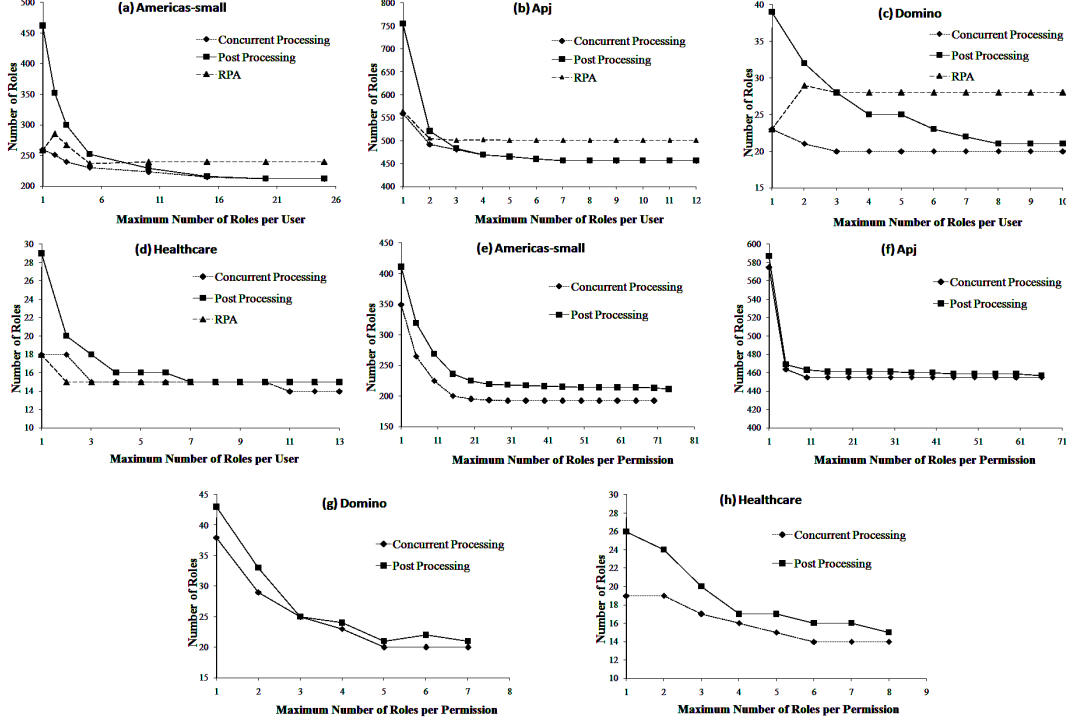 (a) Americas-small
Number of Roles
500
450
400
350
300
250
200
1 6 11 16 21 26
Maximum Number of Roles per User
Concurrent Processing
Post Processing
RPA
(b) Apj
Number of Roles
800
750
700
650
600
550
500
450
400
1 2 3 4 5 6 7 8 9 10 11 12
Maximum Number of Roles per User
Concurrent Processing
Post Processing
RPA
(c) Domino
Number of Roles
40
35
30
25
20
15
1 2 3 4 5 6 7 8 9 10
Maximum Number of Roles per User
Concurrent Processing
Post Processing
RPA
(d) Healthcare
Number of Roles
30
28
26
24
22
20
18
16
14
12
10
1 3 5 7 9 11 13
Maximum Number of Roles per User
Concurrent Processing
Post Processing
RPA
(e) Americas-small
Number of Roles
450
400
350
300
250
200
150
1 11 21 31 41 51 61 71 81
Maximum Number of Roles per Permission
Concurrent Processing
Post Processing
(f) Apj
Number of Roles
600
580
560
540
520
500
480
460
440
420
400
1 11 21 31 41 51 61 71
Maximum Number of Roles per Permission
Concurrent Processing
Post Processing
(g) Domino
Number of Roles
45
40
35
30
25
20
15
1 2 3 4 5 6 7 8
Maximum Number of Roles per Permission
Concurrent Processing
Post Processing
(h) Healthcare
Number of Roles
30
28
26
24
22
20
18
16
14
12
10
1 2 3 4 5 6 7 8 9
Maximum Number of Roles per Permission
Concurrent Processing
Post Processing